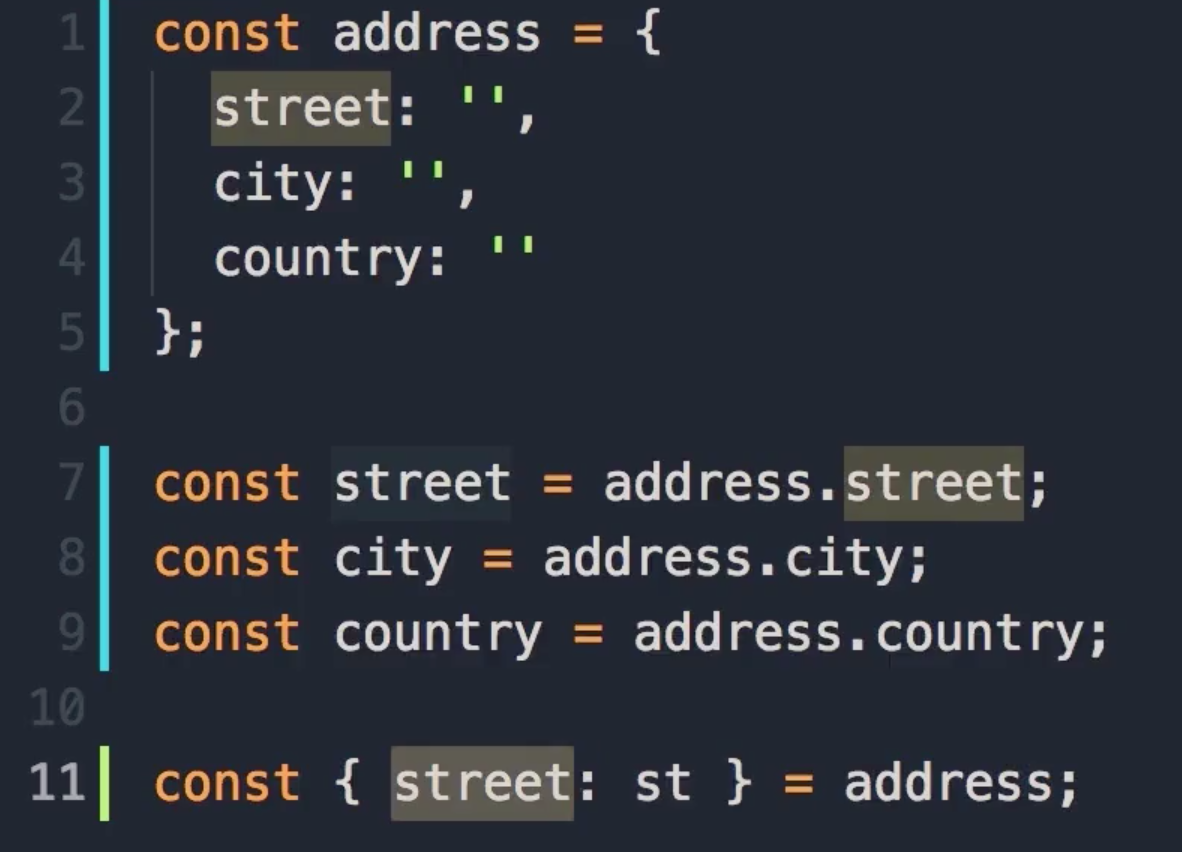 1 const address = {
2 street: '',
3 city: '',
4 country: ''
5 };
6
7 const street = address.street;
8 const city = address.city;
9 const country = address.country;
10
11 const { street: st } = address;